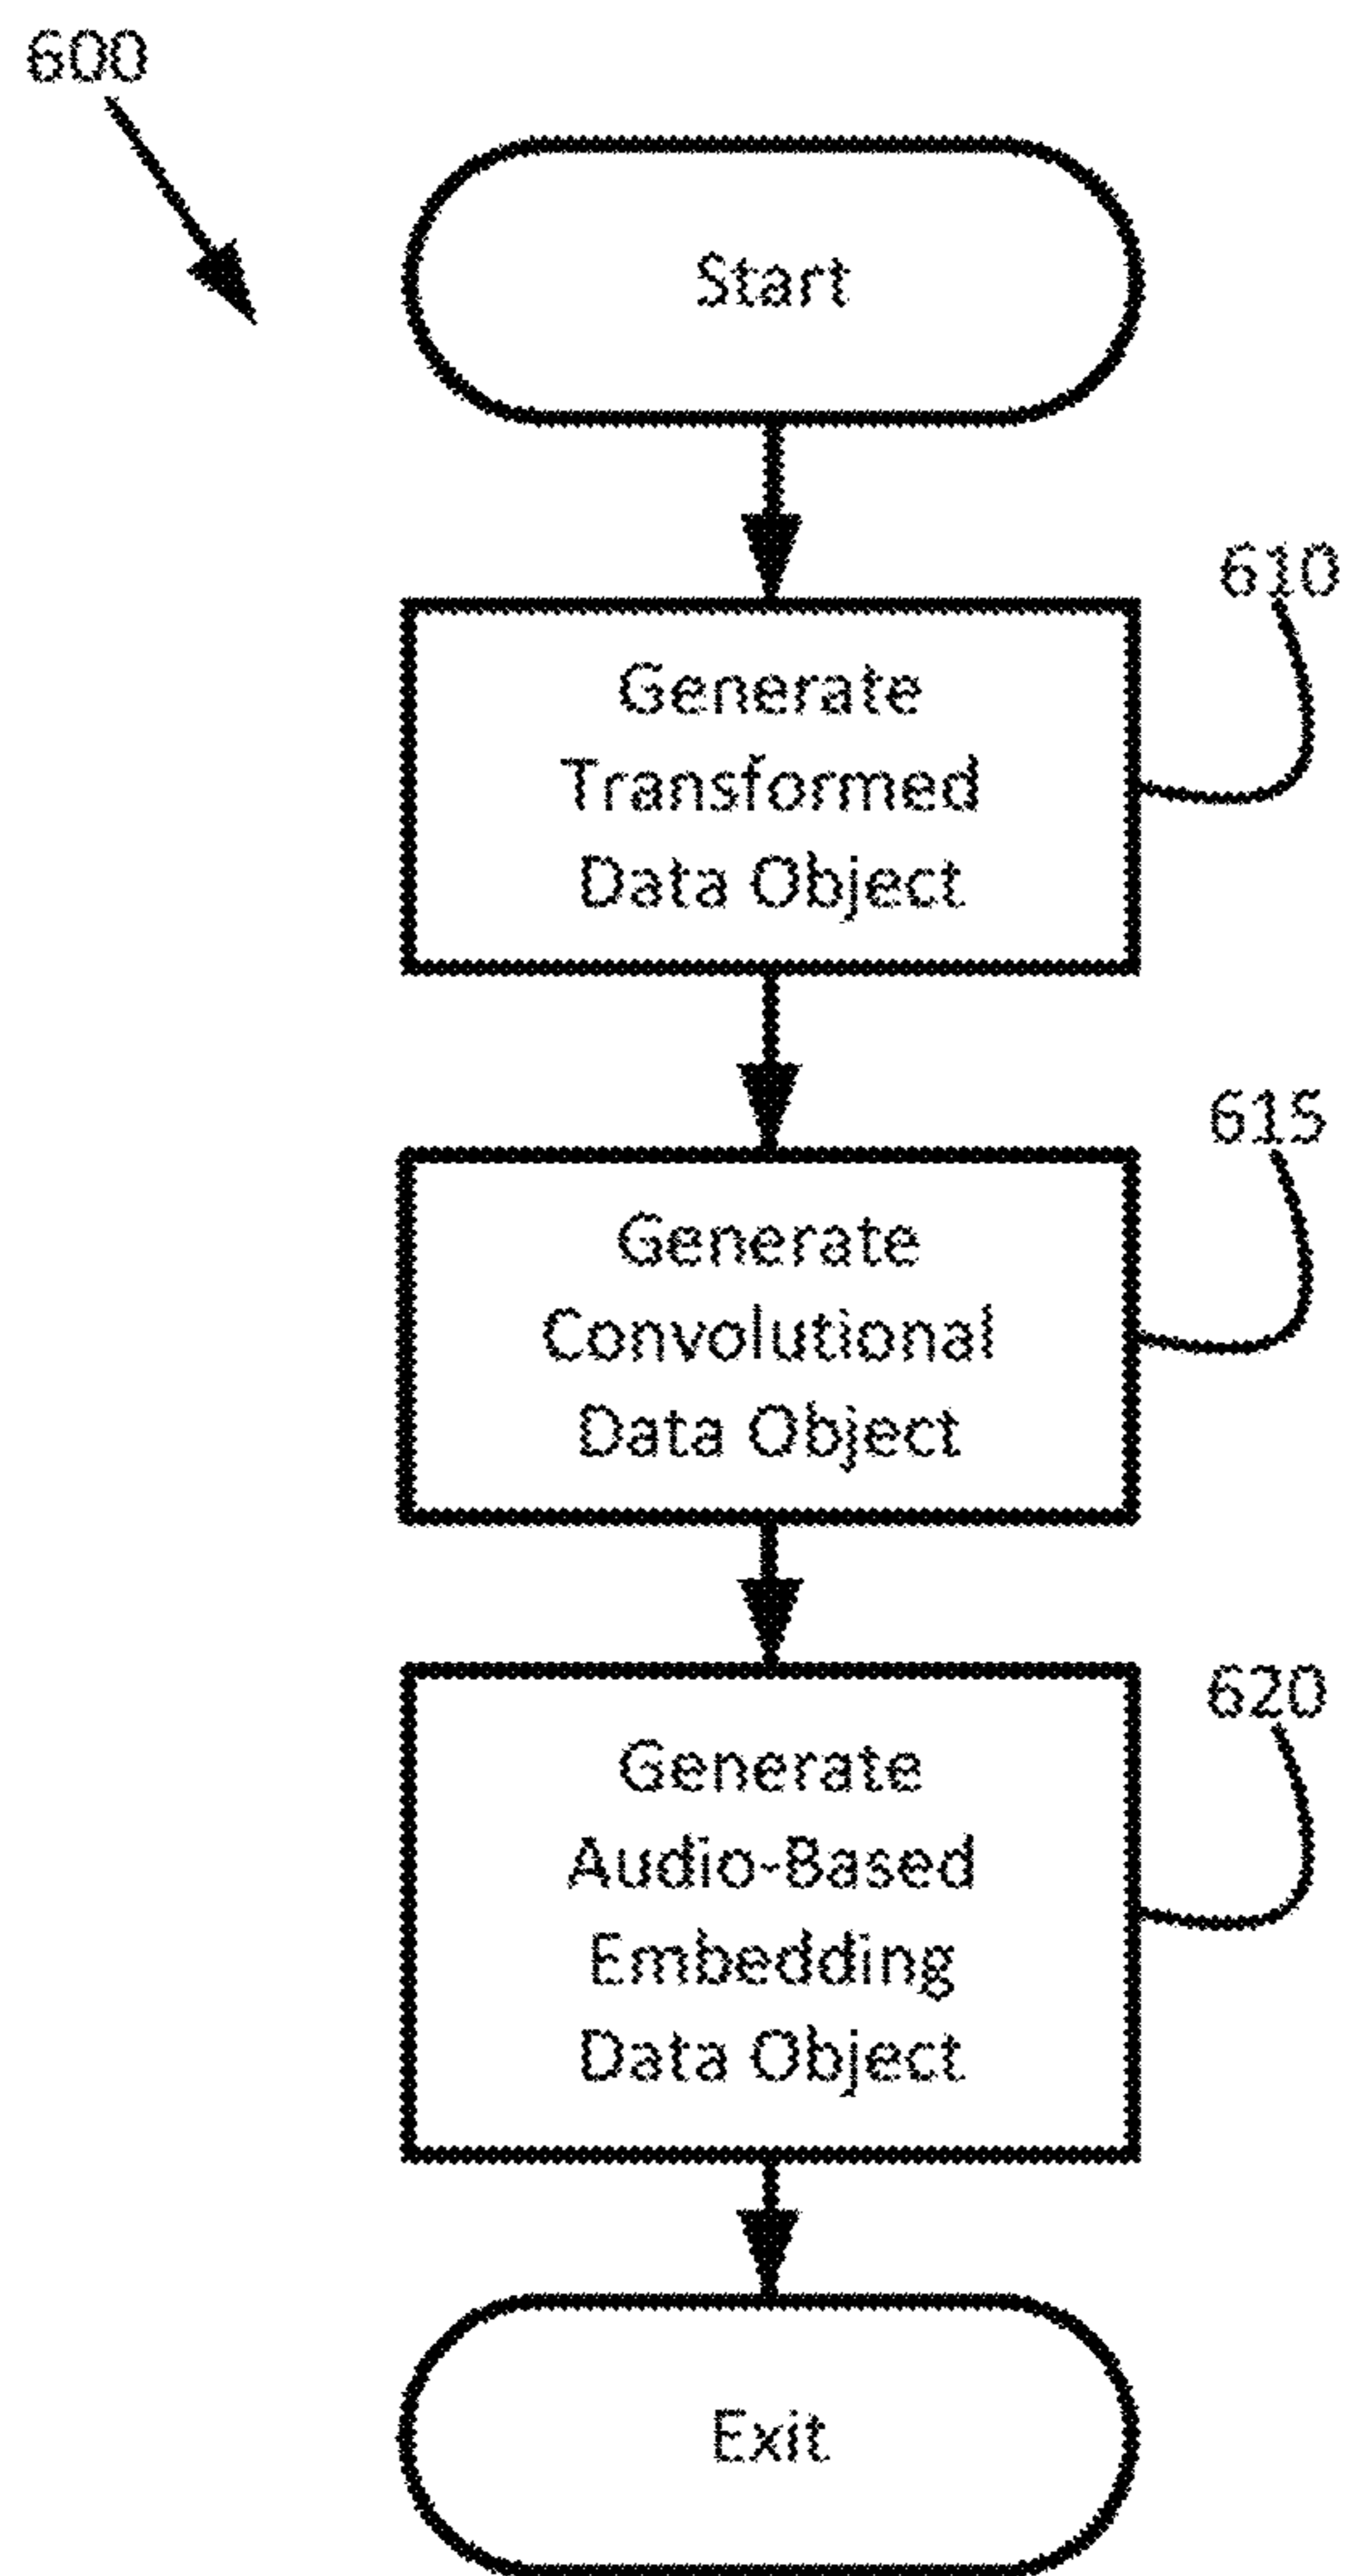 600
Start
610
Generate
Transformed
Data Object
615
Generate
Convolutional
Data Object
620
Generate
Audio-Based
Embedding
Data Object
Exit